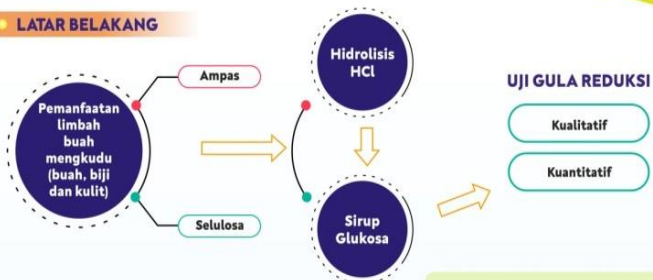 LATAR BELAKANG
Pemanfaatan
limbah
buah
mengkudu
(buah, biji
dan kulit)
Ampas
Selulosa
Hidrolisis
HCl
Sirup
Glukosa
UJI GULA REDUKSI
Kualitatif
Kuantitatif